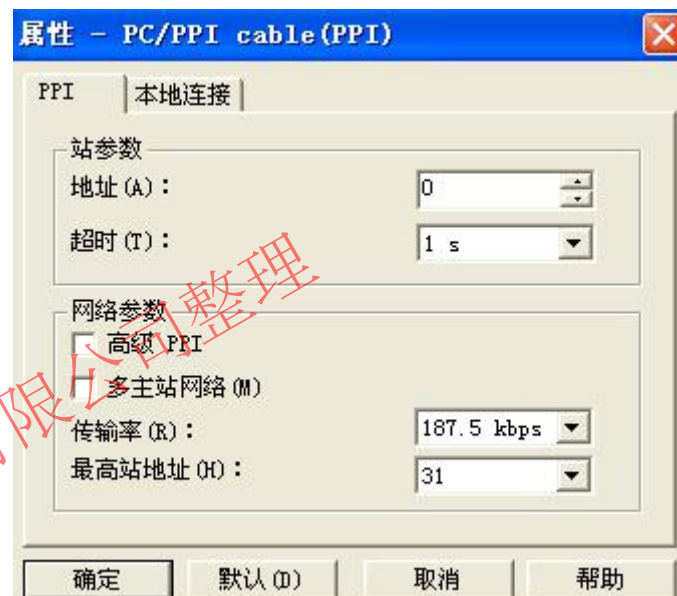 属性 - PC/PPI cable(PPI)
PPI 本地连接
站参数
地址(A)： 0
超时(T)： 1 s
网络参数
高级 PPI
多主站网络(M)
传输率(R)： 187.5 kbps
最高站地址(H)： 31
确定 默认(D) 取消 帮助
有限公司整理